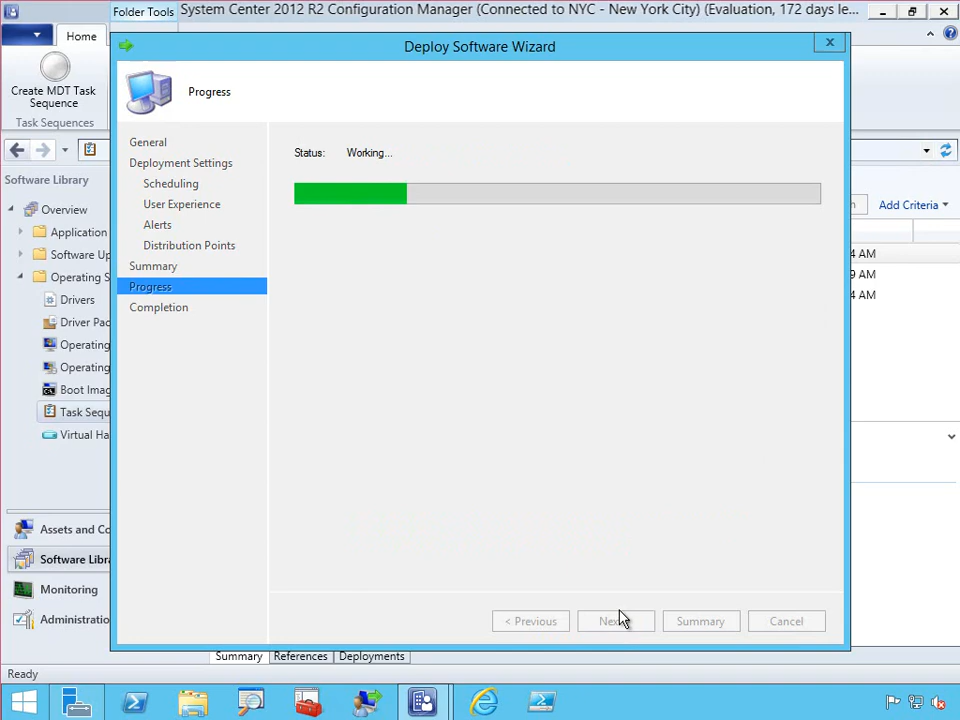 Folder Tools
System Center 2012 R2 Configuration Manager (Connected to NYC - New York City) (Evaluation, 172 days le...
Home
Create MDT Task
Sequence
Task Sequences
Deploy Software Wizard
Progress
General
Deployment Settings
Scheduling
User Experience
Alerts
Distribution Points
Summary
Progress
Completion
Status: Working...
< Previous
Summary
Cancel
Software Library
Overview
Application
Software Up
Operating S
Drivers
Driver Pac
Operating
Operating
Boot Imag
Task Sequ
Virtual Ha
Assets and Co
Software Libra
Monitoring
Administratio
Add Criteria
4 AM
9 AM
4 AM
Summary
References
Deployments
Ready